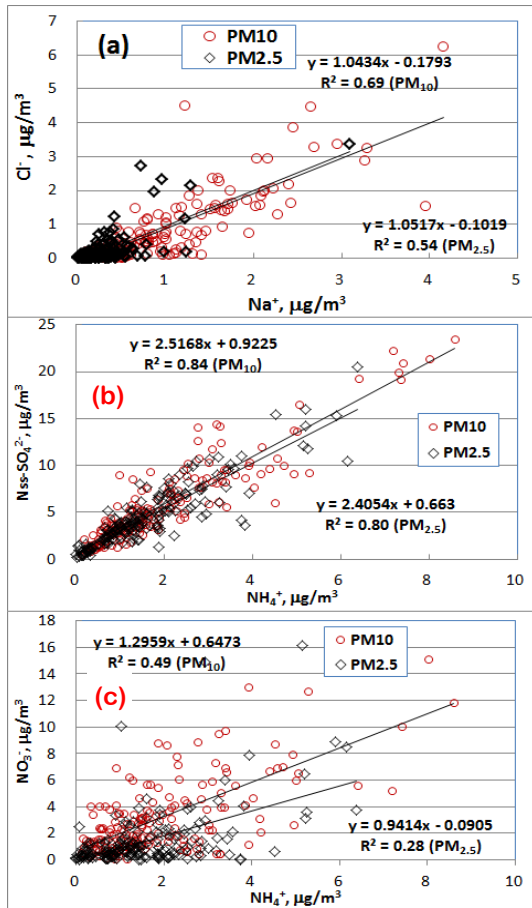 7
6
5
4
3
2
1
0
Cl⁻, µg/m³
(a)
PM10
PM2.5
y = 1.0434x - 0.1793
R² = 0.69 (PM₁₀)
y = 1.0517x - 0.1019
R² = 0.54 (PM₂.₅)
0 1 2 3 4 5
Na⁺, µg/m³
25
20
15
10
5
0
Nss-SO₄²⁻, µg/m³
y = 2.5168x + 0.9225
R² = 0.84 (PM₁₀)
(b)
PM10
PM2.5
y = 2.4054x + 0.663
R² = 0.80 (PM₂.₅)
0 2 4 6 8 10
NH₄⁺, µg/m³
18
16
14
12
10
8
6
4
2
0
NO₃⁻, µg/m³
y = 1.2959x + 0.6473
R² = 0.49 (PM₁₀)
(c)
PM10
PM2.5
y = 0.9414x - 0.0905
R² = 0.28 (PM₂.₅)
0 2 4 6 8 10
NH₄⁺, µg/m³